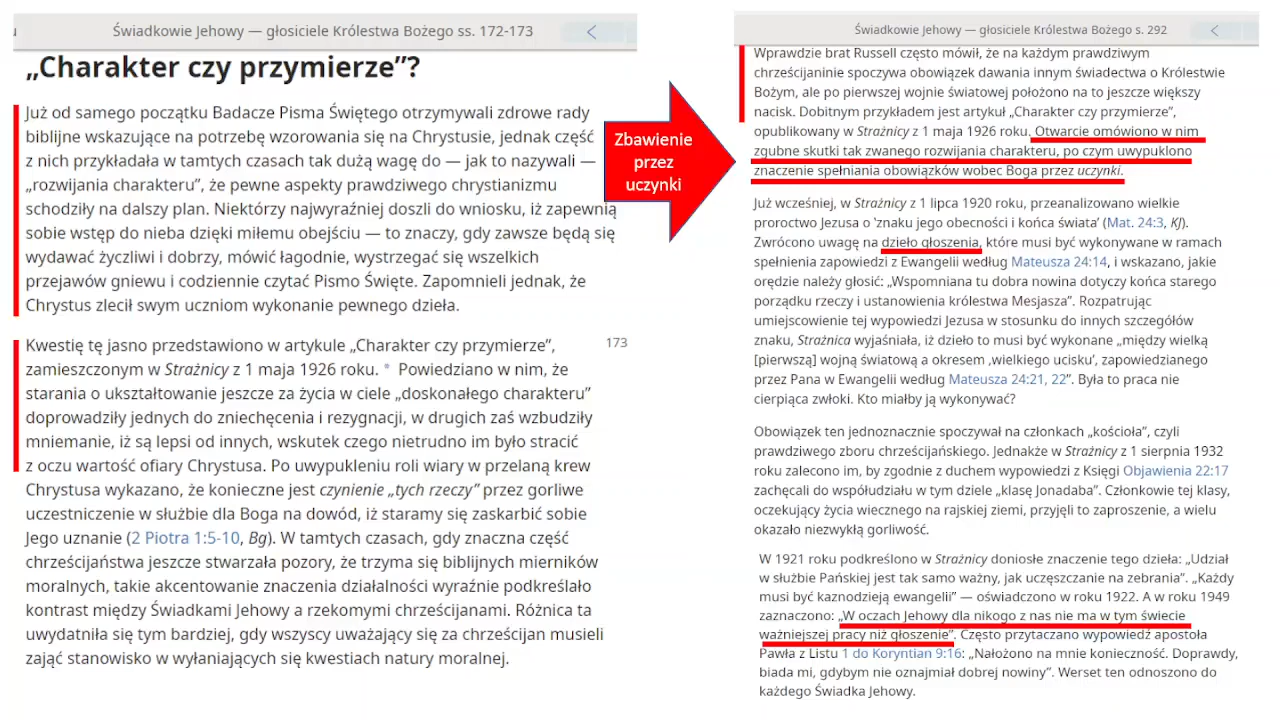 Świadkowie Jehowy — głosiciele Królestwa Bożego ss. 172-173
„Charakter czy przymierze”?
Już od samego początku Badacze Pisma Świętego otrzymywali zdrowe rady
biblijne wskazujące na potrzebę wzorowania się na Chrystusie, jednak część
z nich przykładała w tamtych czasach tak dużą wagę do — jak to nazywali —
„rozwijania charakteru”, że pewne aspekty prawdziwego chrystianizmu
schodziły na dalszy plan. Niektórzy najwyraźniej doszli do wniosku, iż zapewnią
sobie wstęp do nieba dzięki miłemu obejściu — to znaczy, gdy zawsze będą się
wydawać życzliwi i dobrzy, mówić łagodnie, wystrzegać się wszelkich
przejawów gniewu i codziennie czytać Pismo Święte. Zapomnieli jednak, że
Chrystus zlecił swym uczniom wykonanie pewnego dzieła.
Kwestię tę jasno przedstawiono w artykule „Charakter czy przymierze”,
173
zamieszczonym w Strażnicy z 1 maja 1926 roku. * Powiedziano w nim, że
starania o ukształtowanie jeszcze za życia w ciele „doskonałego charakteru”
doprowadziły jednych do zniechęcenia i rezygnacji, w drugich zaś wzbudziły
mniemanie, iż są lepsi od innych, wskutek czego nietrudno im było stracić
z oczu wartość ofiary Chrystusa. Po uwypukleniu roli wiary w przelaną krew
Chrystusa wykazano, że konieczne jest czynienie „tych rzeczy” przez gorliwe
uczestniczenie w służbie dla Boga na dowód, iż staramy się zaskarbić sobie
Jego uznanie (2 Piotra 1:5-10, Bg). W tamtych czasach, gdy znaczna część
chrześcijaństwa jeszcze stwarzała pozory, że trzyma się biblijnych mierników
moralnych, takie akcentowanie znaczenia działalności wyraźnie podkreślało
kontrast między Świadkami Jehowy a rzekomymi chrześcijanami. Różnica ta
uwydatniła się tym bardziej, gdy wszyscy uważający się za chrześcijan musieli
zająć stanowisko w wyłaniających się kwestiach natury moralnej.
Zbawienie
przez
uczynki
Świadkowie Jehowy — głosiciele Królestwa Bożego s. 292
Wprawdzie brat Russell często mówił, że na każdym prawdziwym
chrześcijaninie spoczywa obowiązek dawania innym świadectwa o Królestwie
Bożym, ale po pierwszej wojnie światowej położono na to jeszcze większy
nacisk. Dobitnym przykładem jest artykuł „Charakter czy przymierze”,
opublikowany w Strażnicy z 1 maja 1926 roku. Otwarcie omówiono w nim
zgubne skutki tak zwanego rozwijania charakteru, po czym uwypuklono
znaczenie spełniania obowiązków wobec Boga przez uczynki.
Już wcześniej, w Strażnicy z 1 lipca 1920 roku, przeanalizowano wielkie
proroctwo Jezusa o ‛znaku jego obecności i końca świata’ (Mat. 24:3, KJ).
Zwrócono uwagę na dzieło głoszenia, które musi być wykonywane w ramach
spełnienia zapowiedzi z Ewangelii według Mateusza 24:14, i wskazano, jakie
orędzie należy głosić: „Wspomniana tu dobra nowina dotyczy końca starego
porządku rzeczy i ustanowienia królestwa Mesjasza”. Rozpatrując
umiejscowienie tej wypowiedzi Jezusa w stosunku do innych szczegółów
znaku, Strażnica wyjaśniała, iż dzieło to musi być wykonane „między wielką
[pierwszą] wojną światową a okresem ‚wielkiego ucisku’, zapowiedzianego
przez Pana w Ewangelii według Mateusza 24:21, 22”. Była to praca nie
cierpiąca zwłoki. Kto miałby ją wykonywać?
Obowiązek ten jednoznacznie spoczywał na członkach „kościoła”, czyli
prawdziwego zboru chrześcijańskiego. Jednakże w Strażnicy z 1 sierpnia 1932
roku zalecono im, by zgodnie z duchem wypowiedzi z Księgi Objawienia 22:17
zachęcali do współudziału w tym dziele „klasę Jonadaba”. Członkowie tej klasy,
oczekujący życia wiecznego na rajskiej ziemi, przyjęli to zaproszenie, a wielu
okazało niezwykłą gorliwość.
W 1921 roku podkreślono w Strażnicy doniosłe znaczenie tego dzieła: „Udział
w służbie Pańskiej jest tak samo ważny, jak uczęszczanie na zebrania”. „Każdy
musi być kaznodzieją ewangelii” — oświadczono w roku 1922. A w roku 1949
zaznaczono: „W oczach Jehowy dla nikogo z nas nie ma w tym świecie
ważniejszej pracy niż głoszenie”. Często przytaczano wypowiedź apostoła
Pawła z Listu 1 do Koryntian 9:16: „Nałożono na mnie konieczność. Doprawdy,
biada mi, gdybym nie oznajmiał dobrej nowiny”. Werset ten odnoszono do
każdego Świadka Jehowy.